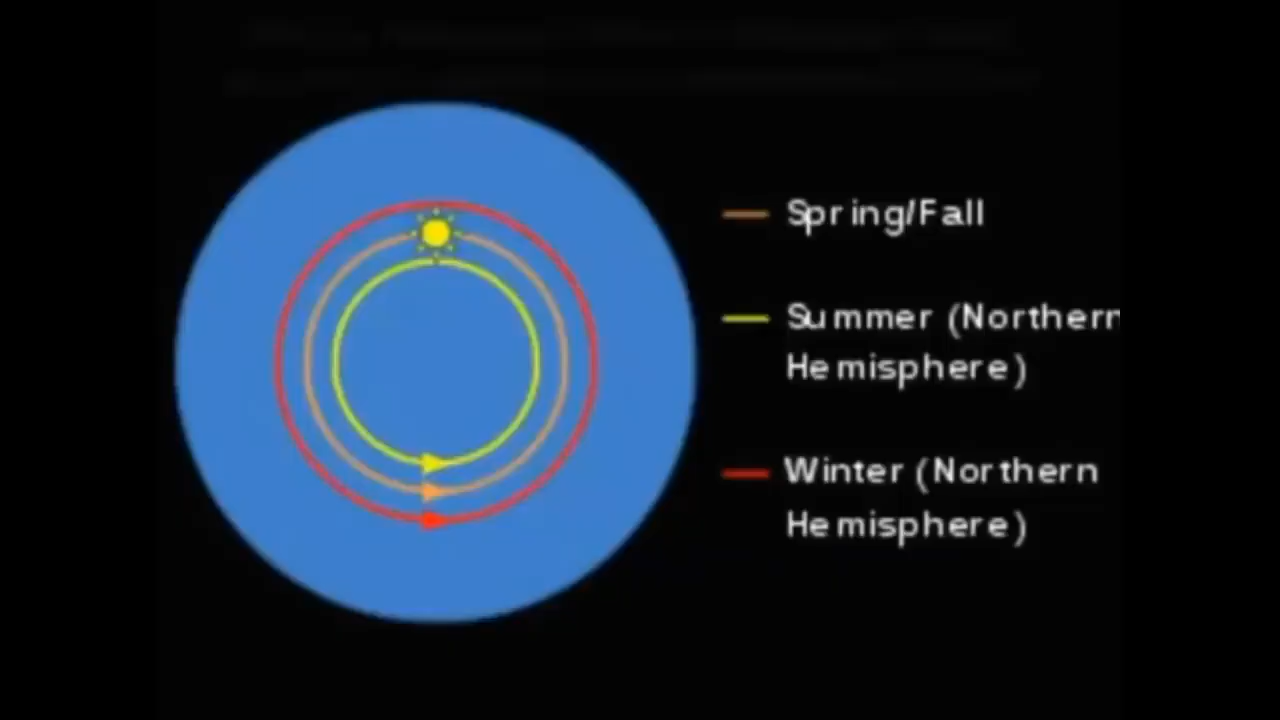 Spring/Fall
Summer (Northern
Hemisphere)
Winter (Northern
Hemisphere)